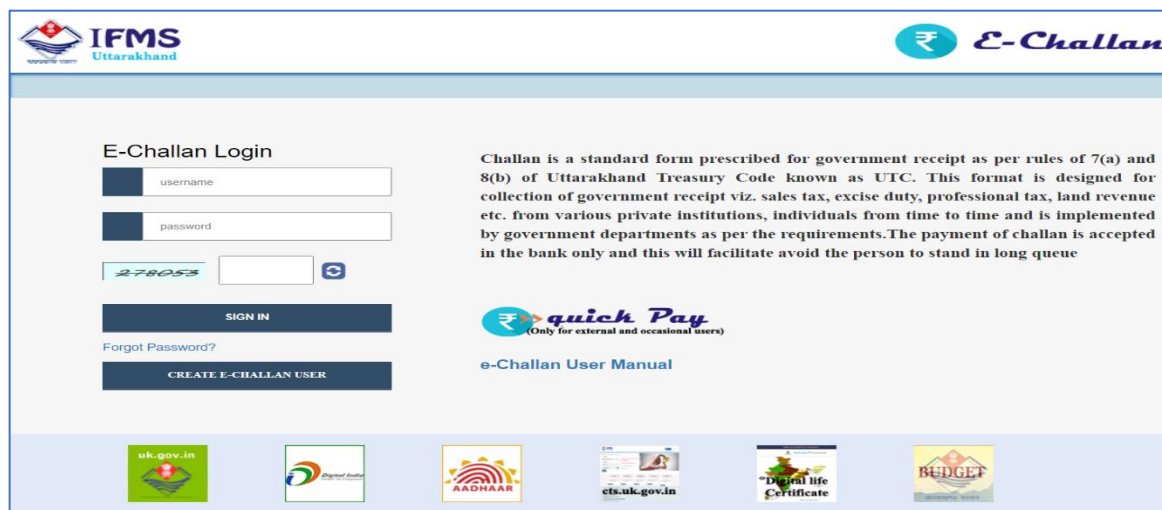 IFMS
Uttarakhand
E-Challan
E-Challan Login
username
password
278053
SIGN IN
Forgot Password?
CREATE E-CHALLAN USER
Challan is a standard form prescribed for government receipt as per rules of 7(a) and
8(b) of Uttarakhand Treasury Code known as UTC. This format is designed for
collection of government receipt viz. sales tax, excise duty, professional tax, land revenue
etc. from various private institutions, individuals from time to time and is implemented
by government departments as per the requirements.The payment of challan is accepted
in the bank only and this will facilitate avoid the person to stand in long queue
quick Pay
(Only for external and occasional users)
e-Challan User Manual
uk.gov.in
Digital India
AADHAAR
cts.uk.gov.in
Digital life
Certificate
BUDGET